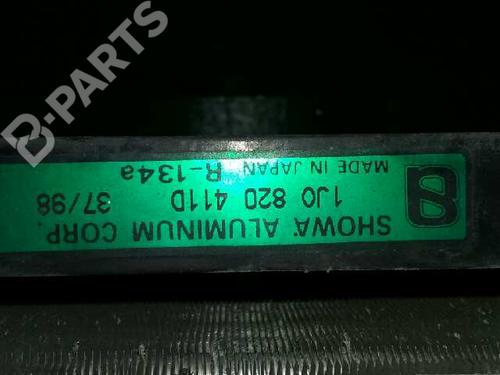 SHOWA ALUMINUM CORP.
1J0 820 411D 37/98
MADE IN JAPAN R-134a
B-PARTS